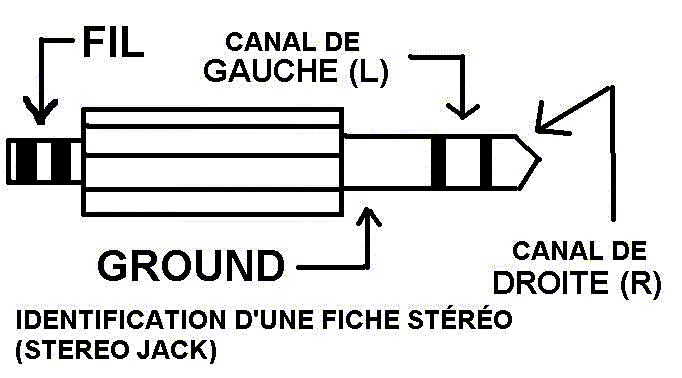 FIL
CANAL DE
GAUCHE (L)
GROUND
CANAL DE
DROITE (R)
IDENTIFICATION D'UNE FICHE STÉRÉO
(STEREO JACK)